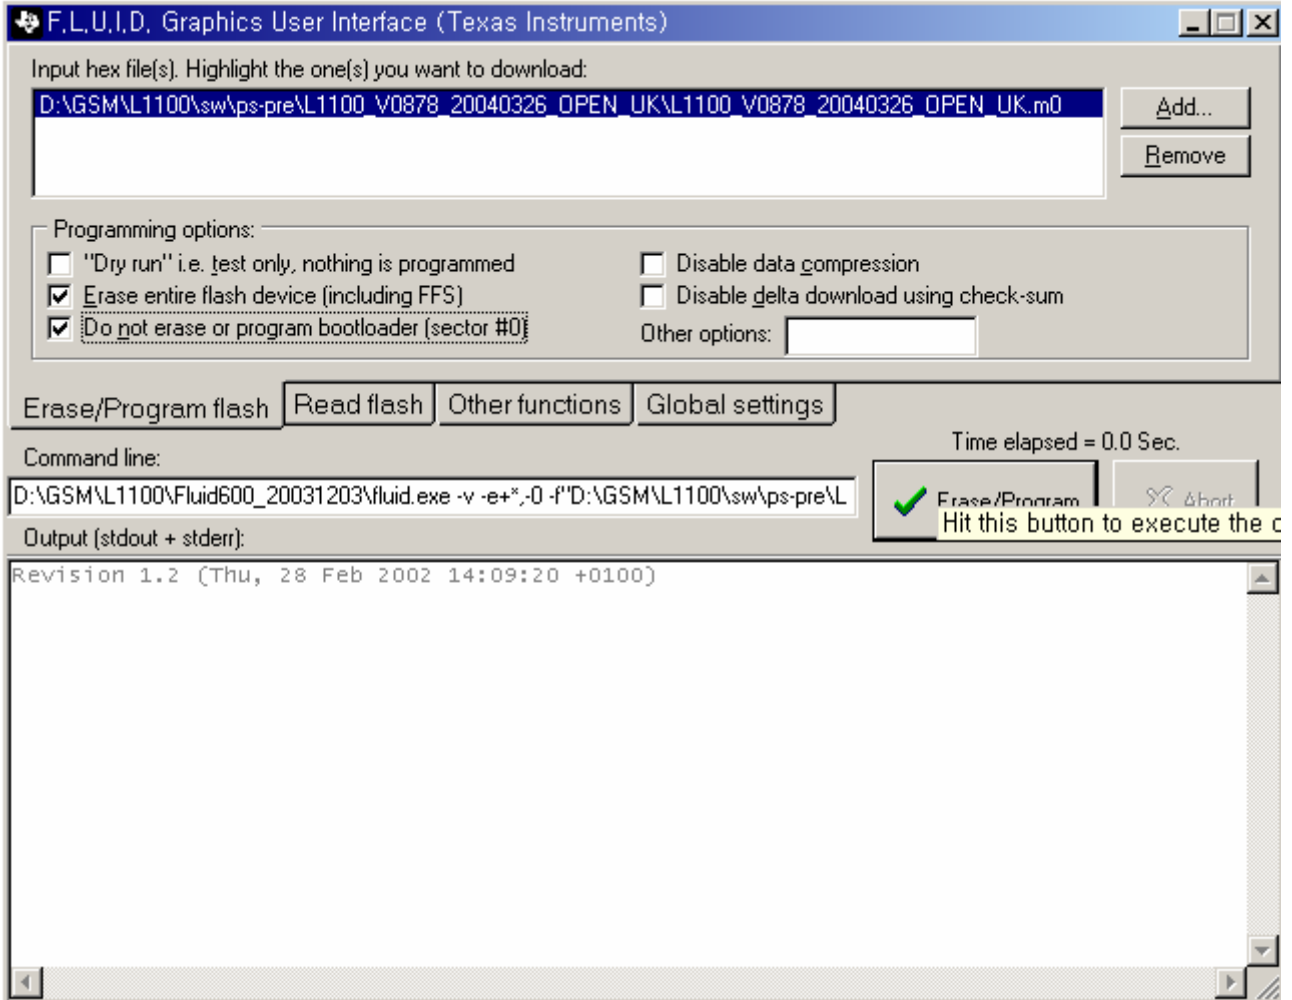 F,L,U,I,D, Graphics User Interface (Texas Instruments)
Input hex file(s). Highlight the one(s) you want to download:
D:\GSM\L1100\sw\ps-pre\L1100_V0878_20040326_OPEN_UK\L1100_V0878_20040326_OPEN_UK.m0
Add...
Remove
Programming options:
"Dry run" i.e. test only, nothing is programmed
Disable data compression
Erase entire flash device (including FFS)
Disable delta download using check-sum
Do not erase or program bootloader (sector #0)
Other options:
Erase/Program flash
Read flash
Other functions
Global settings
Time elapsed = 0.0 Sec.
Command line:
D:\GSM\L1100\Fluid600_20031203\fluid.exe -v -e+*,-0 -f"D:\GSM\L1100\sw\ps-pre\L
Erase/Program
Abort
Hit this button to execute the
Output (stdout + stderr):
Revision 1.2 (Thu, 28 Feb 2002 14:09:20 +0100)